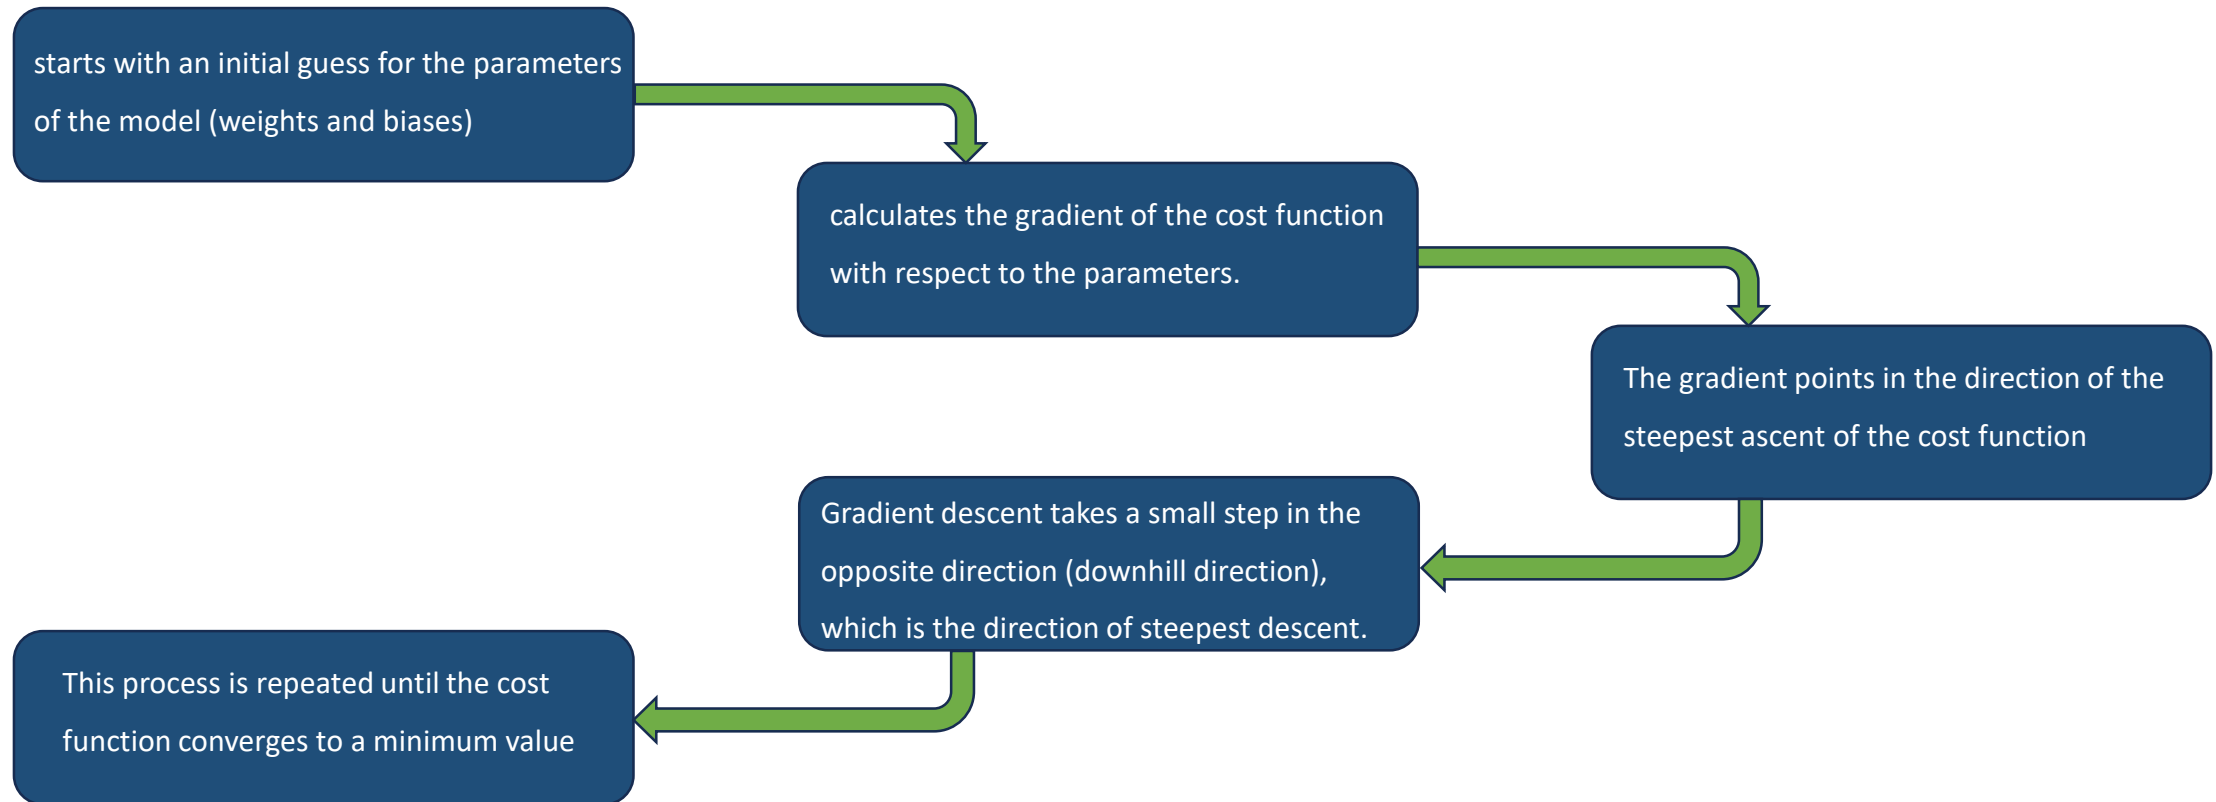 starts with an initial guess for the parameters
of the model (weights and biases)
calculates the gradient of the cost function
with respect to the parameters.
The gradient points in the direction of the
steepest ascent of the cost function
Gradient descent takes a small step in the
opposite direction (downhill direction),
which is the direction of steepest descent.
This process is repeated until the cost
function converges to a minimum value